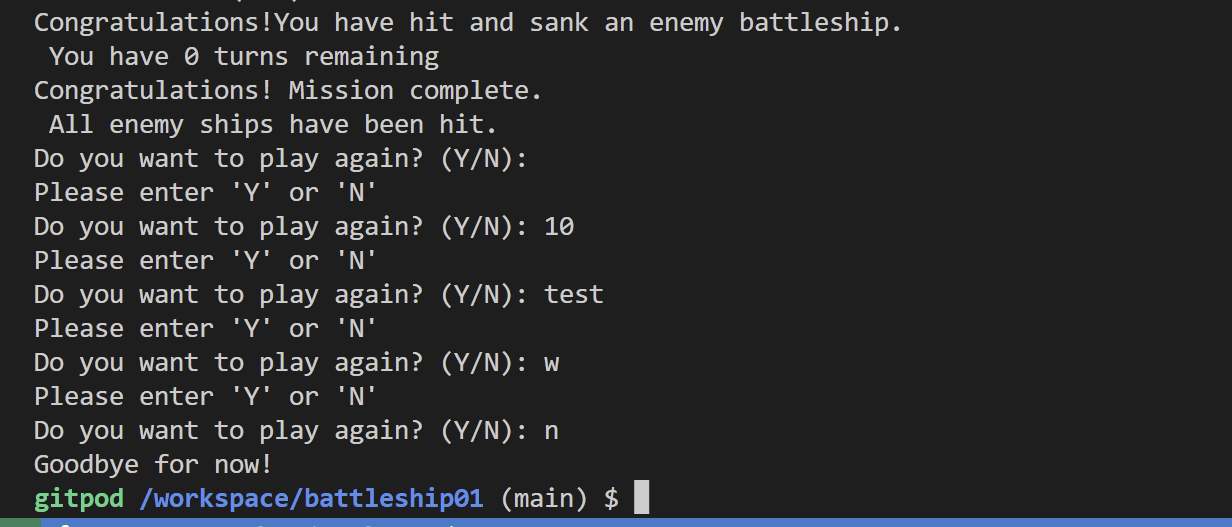 Congratulations!You have hit and sank an enemy battleship.
 You have 0 turns remaining
Congratulations! Mission complete.
 All enemy ships have been hit.
Do you want to play again? (Y/N):
Please enter 'Y' or 'N'
Do you want to play again? (Y/N): 10
Please enter 'Y' or 'N'
Do you want to play again? (Y/N): test
Please enter 'Y' or 'N'
Do you want to play again? (Y/N): w
Please enter 'Y' or 'N'
Do you want to play again? (Y/N): n
Goodbye for now!
gitpod /workspace/battleship01 (main) $